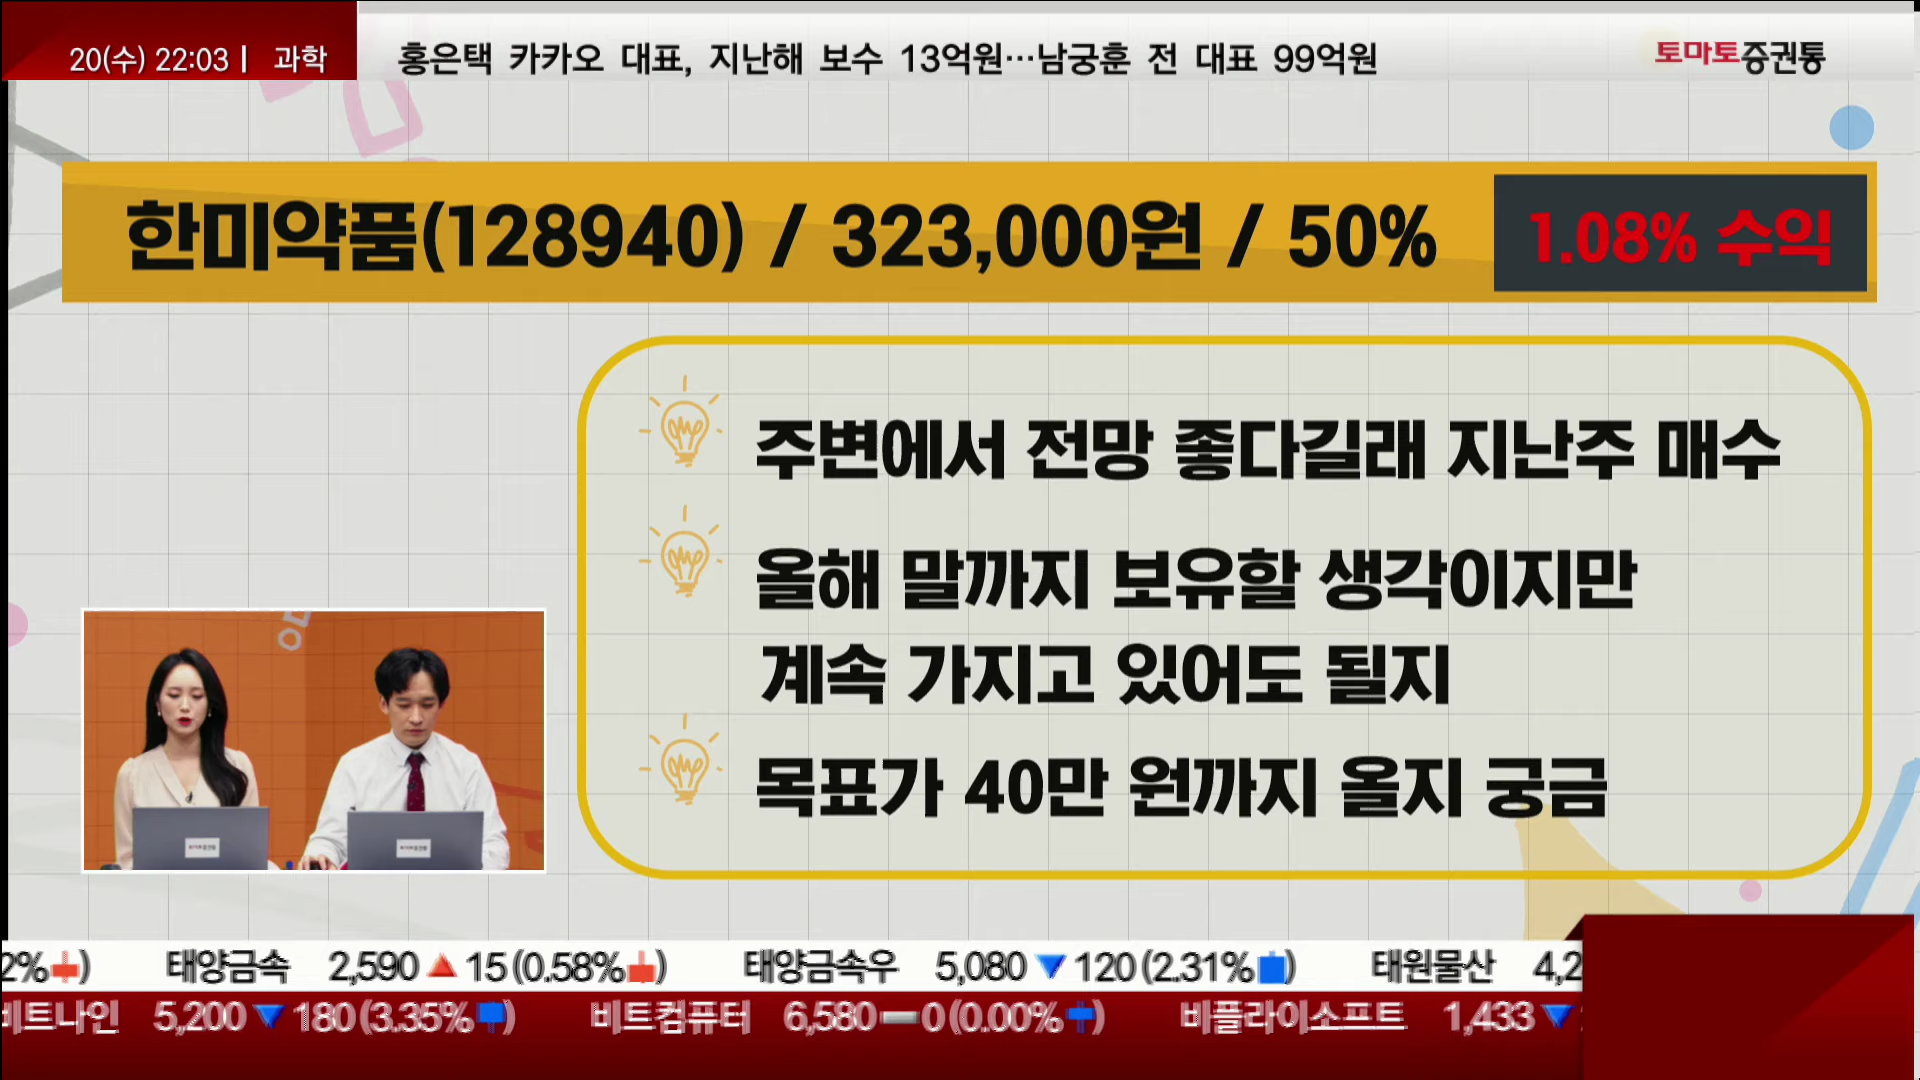 20(수) 22:03 | 과학
홍은택 카카오 대표, 지난해 보수 13억원…남궁훈 전 대표 99억원
토마토증권통
한미약품(128940) / 323,000원 / 50%
1.08% 수익
주변에서 전망 좋다길래 지난주 매수
올해 말까지 보유할 생각이지만
계속 가지고 있어도 될지
목표가 40만 원까지 올지 궁금
2%) 태양금속 2,590 ▲ 15 (0.58%) 태양금속우 5,080 ▼ 120 (2.31%) 태원물산 4,2
비트나인 5,200 ▼ 180 (3.35%) 비트컴퓨터 6,580 0 (0.00%) 비플라이소프트 1,433 ▼